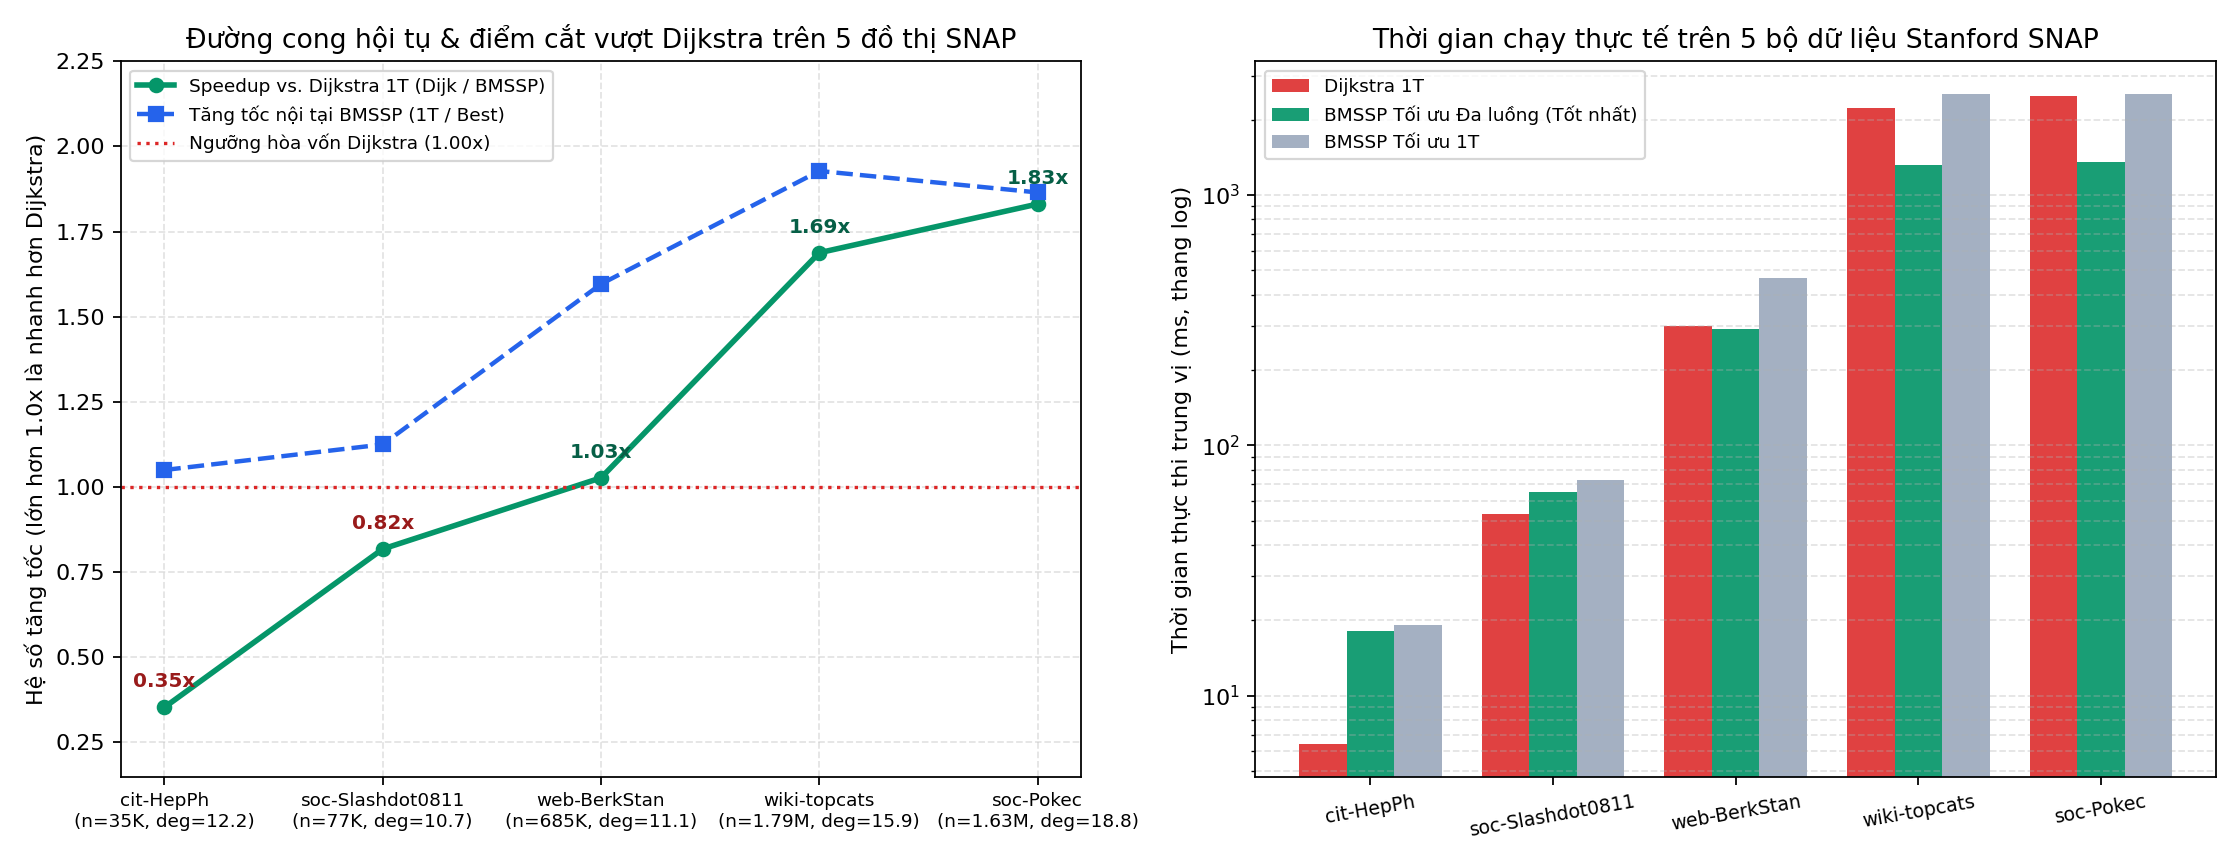 Đường cong hội tụ & điểm cắt vượt Dijkstra trên 5 đồ thị SNAP
Hệ số tăng tốc (lớn hơn 1.0x là nhanh hơn Dijkstra)
2.25
2.00
1.75
1.50
1.25
1.00
0.75
0.50
0.25
Speedup vs. Dijkstra 1T (Dijk / BMSSP)
Tăng tốc nội tại BMSSP (1T / Best)
Ngưỡng hòa vốn Dijkstra (1.00x)
0.35x
0.82x
1.03x
1.69x
1.83x
cit-HepPh
(n=35K, deg=12.2)
soc-Slashdot0811
(n=77K, deg=10.7)
web-BerkStan
(n=685K, deg=11.1)
wiki-topcats
(n=1.79M, deg=15.9)
soc-Pokec
(n=1.63M, deg=18.8)
Thời gian chạy thực tế trên 5 bộ dữ liệu Stanford SNAP
Thời gian thực thi trung vị (ms, thang log)
10³
10²
10¹
Dijkstra 1T
BMSSP Tối ưu Đa luồng (Tốt nhất)
BMSSP Tối ưu 1T
cit-HepPh
soc-Slashdot0811
web-BerkStan
wiki-topcats
soc-Pokec